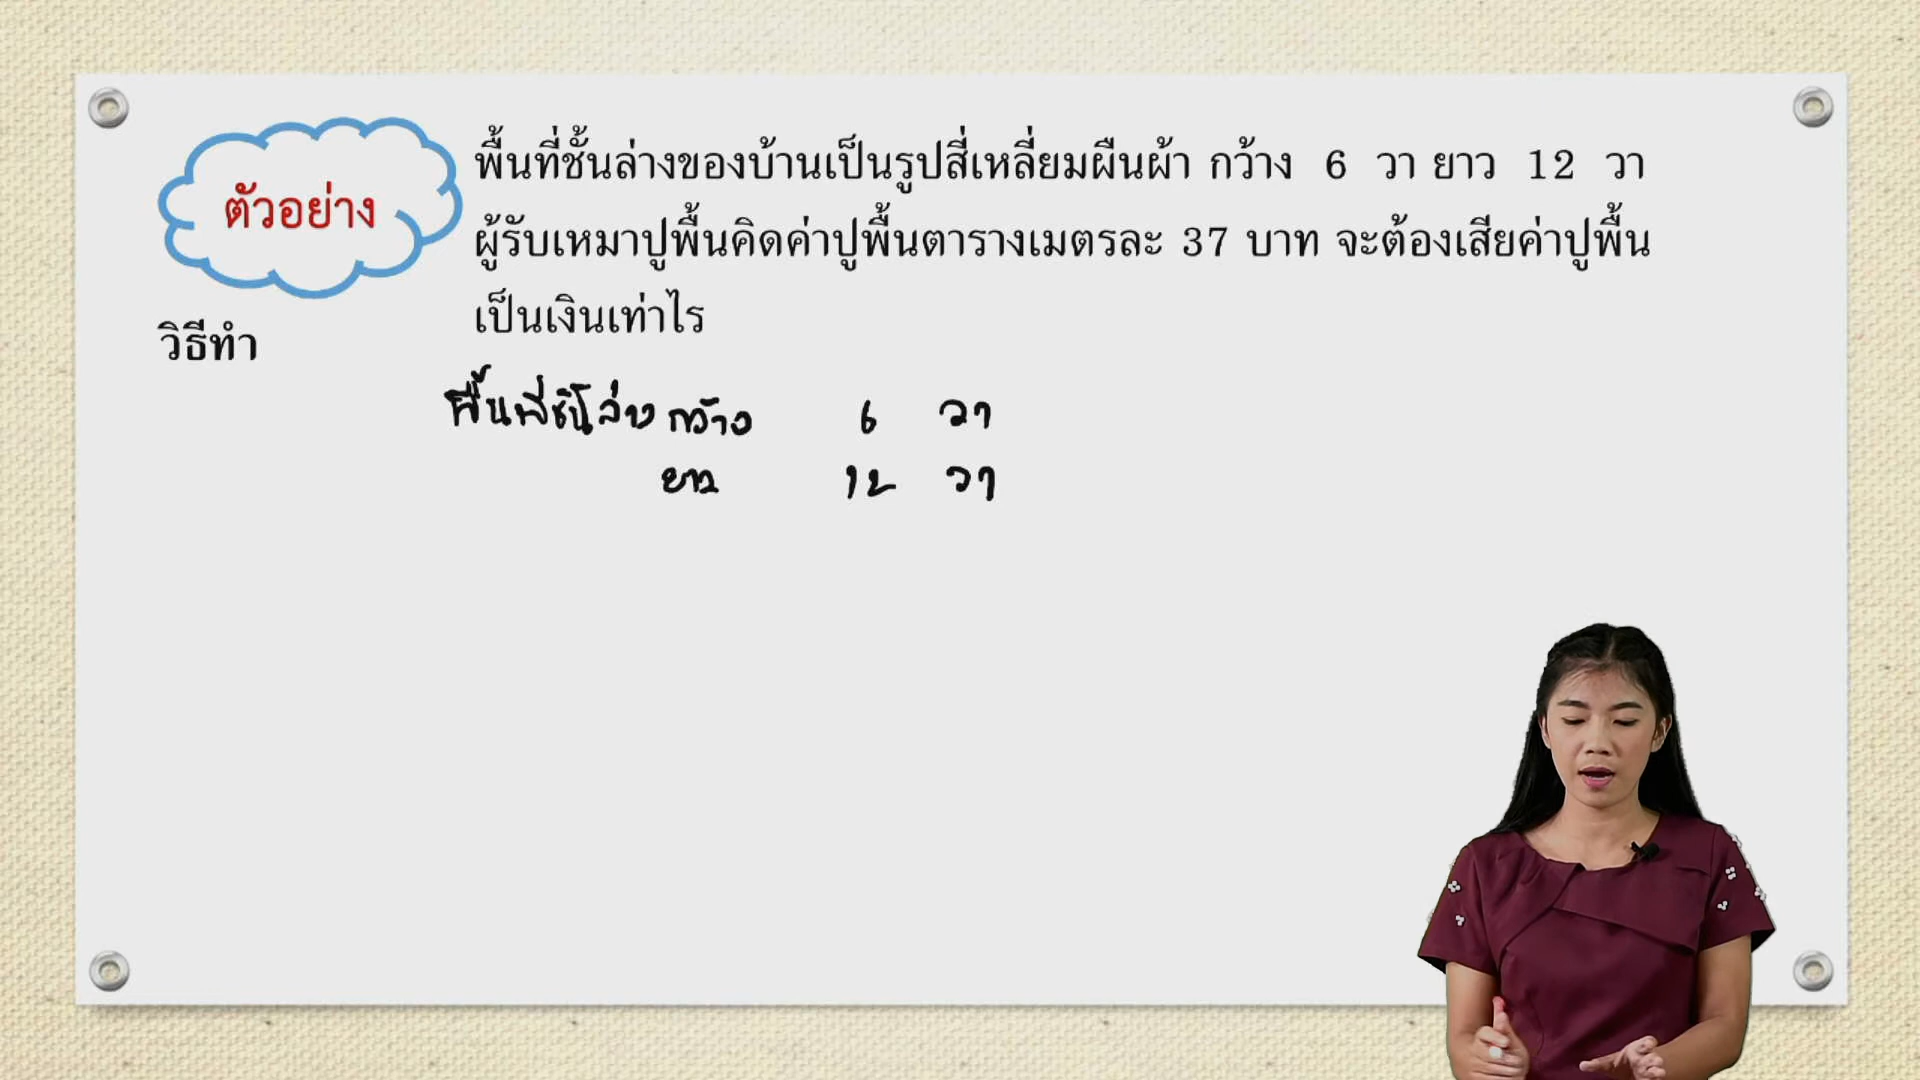 ตัวอย่าง
พื้นที่ชั้นล่างของบ้านเป็นรูปสี่เหลี่ยมผืนผ้า กว้าง 6 วา ยาว 12 วา
ผู้รับเหมาปูพื้นคิดค่าปูพื้นตารางเมตรละ 37 บาท จะต้องเสียค่าปูพื้น
เป็นเงินเท่าไร
วิธีทำ
พื้นที่ชั้นล่าง กว้าง 6 วา
ยาว 12 วา